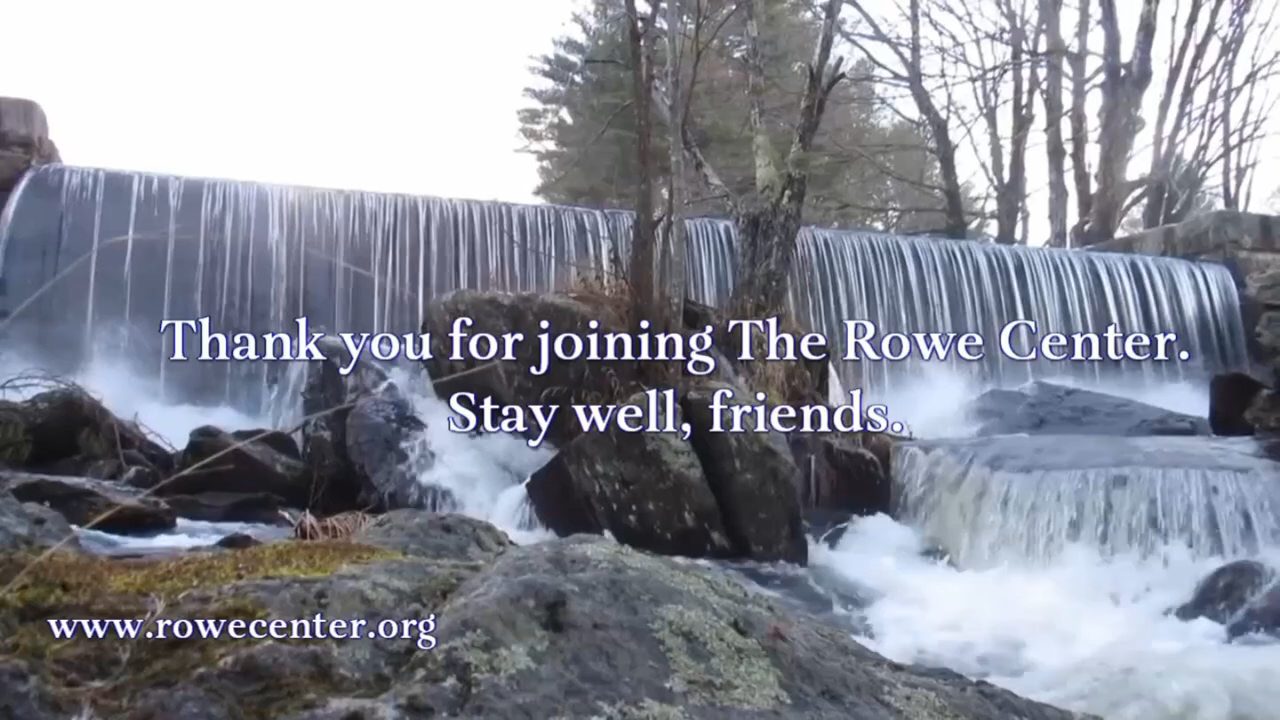 Thank you for joining The Rowe Center.
Stay well, friends.
www.rowecenter.org